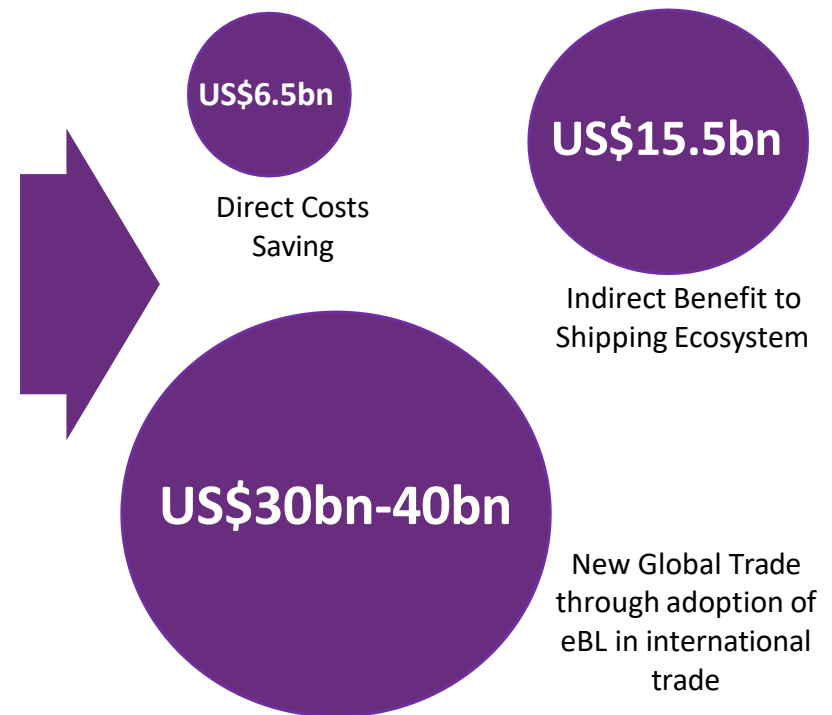 US$6.5bn
Direct Costs
Saving
US$15.5bn
Indirect Benefit to
Shipping Ecosystem
US$30bn-40bn
New Global Trade
through adoption of
eBL in international
trade